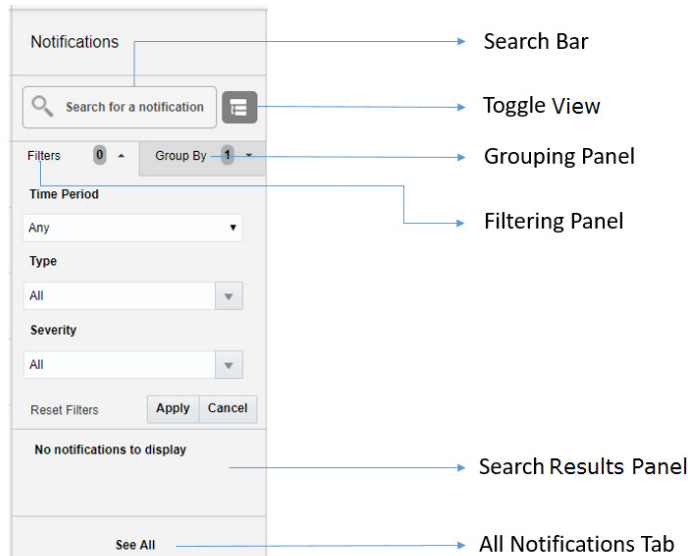 Notifications
Search Bar
Search for a notification
Toggle View
Filters 0 Group By 1
Grouping Panel
Time Period
Filtering Panel
Any
Type
All
Severity
All
Reset Filters Apply Cancel
No notifications to display
Search Results Panel
See All
All Notifications Tab